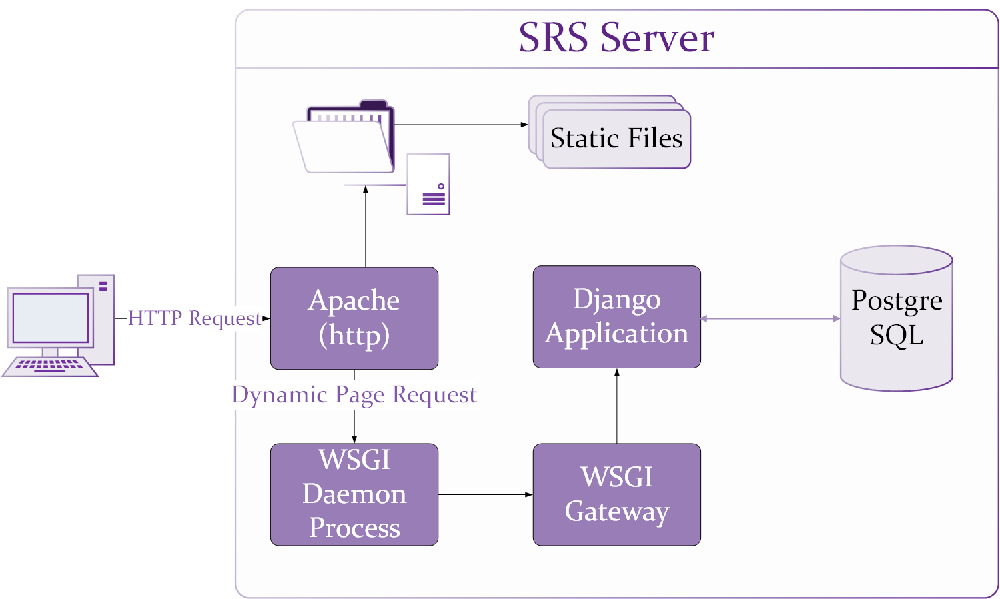 SRS Server
Static Files
Apache
(http)
Django
Application
Postgre
SQL
HTTP Request
Dynamic Page Request
WSGI
Daemon
Process
WSGI
Gateway